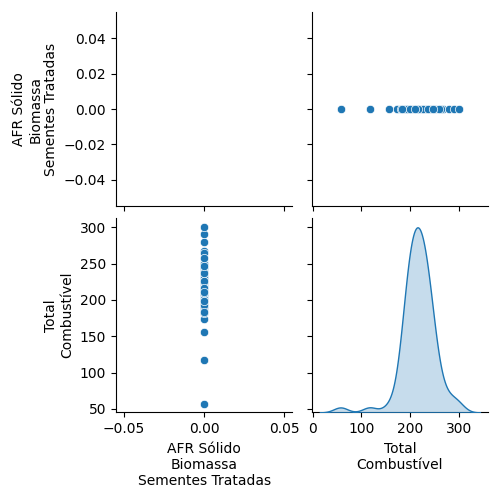 AFR Sólido
Biomassa
Sementes Tratadas
0.04
0.02
0.00
−0.02
−0.04
Total
Combustível
300
250
200
150
100
50
−0.05
0.00
0.05
AFR Sólido
Biomassa
Sementes Tratadas
0
100
200
300
Total
Combustível